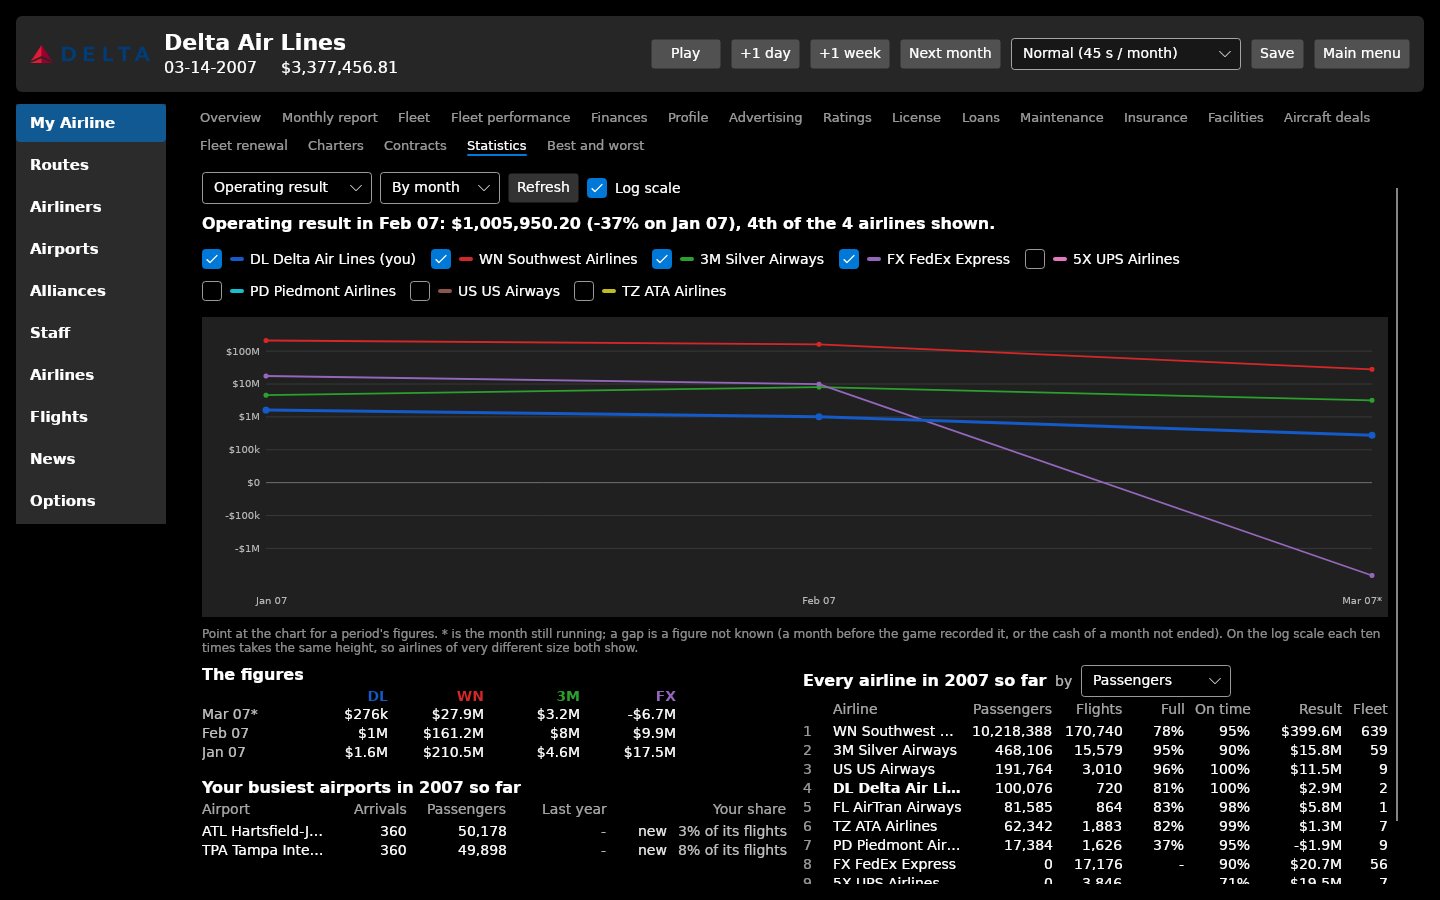 DELTA
Delta Air Lines
03-14-2007 $3,377,456.81
Play +1 day +1 week Next month Normal (45 s / month) Save Main menu
My Airline
Routes
Airliners
Airports
Alliances
Staff
Airlines
Flights
News
Options
Overview Monthly report Fleet Fleet performance Finances Profile Advertising Ratings License Loans Maintenance Insurance Facilities Aircraft deals
Fleet renewal Charters Contracts Statistics Best and worst
Operating result By month Refresh Log scale
Operating result in Feb 07: $1,005,950.20 (-37% on Jan 07), 4th of the 4 airlines shown.
DL Delta Air Lines (you) WN Southwest Airlines 3M Silver Airways FX FedEx Express 5X UPS Airlines
PD Piedmont Airlines US US Airways TZ ATA Airlines
$100M
$10M
$1M
$100k
$0
-$100k
-$1M
Jan 07 Feb 07 Mar 07*
Point at the chart for a period's figures. * is the month still running; a gap is a figure not known (a month before the game recorded it, or the cash of a month not ended). On the log scale each ten
times takes the same height, so airlines of very different size both show.
The figures
DL WN 3M FX
Mar 07* $276k $27.9M $3.2M -$6.7M
Feb 07 $1M $161.2M $8M $9.9M
Jan 07 $1.6M $210.5M $4.6M $17.5M
Your busiest airports in 2007 so far
Airport Arrivals Passengers Last year Your share
ATL Hartsfield-J... 360 50,178 - new 3% of its flights
TPA Tampa Inte... 360 49,898 - new 8% of its flights
Every airline in 2007 so far by Passengers
Airline Passengers Flights Full On time Result Fleet
1 WN Southwest ... 10,218,388 170,740 78% 95% $399.6M 639
2 3M Silver Airways 468,106 15,579 95% 90% $15.8M 59
3 US US Airways 191,764 3,010 96% 100% $11.5M 9
4 DL Delta Air Li... 100,076 720 81% 100% $2.9M 2
5 FL AirTran Airways 81,585 864 83% 98% $5.8M 1
6 TZ ATA Airlines 62,342 1,883 82% 99% $1.3M 7
7 PD Piedmont Air... 17,384 1,626 37% 95% -$1.9M 9
8 FX FedEx Express 0 17,176 - 90% $20.7M 56
9 5X UPS Airlines 0 3,846 71% $19.5M 7